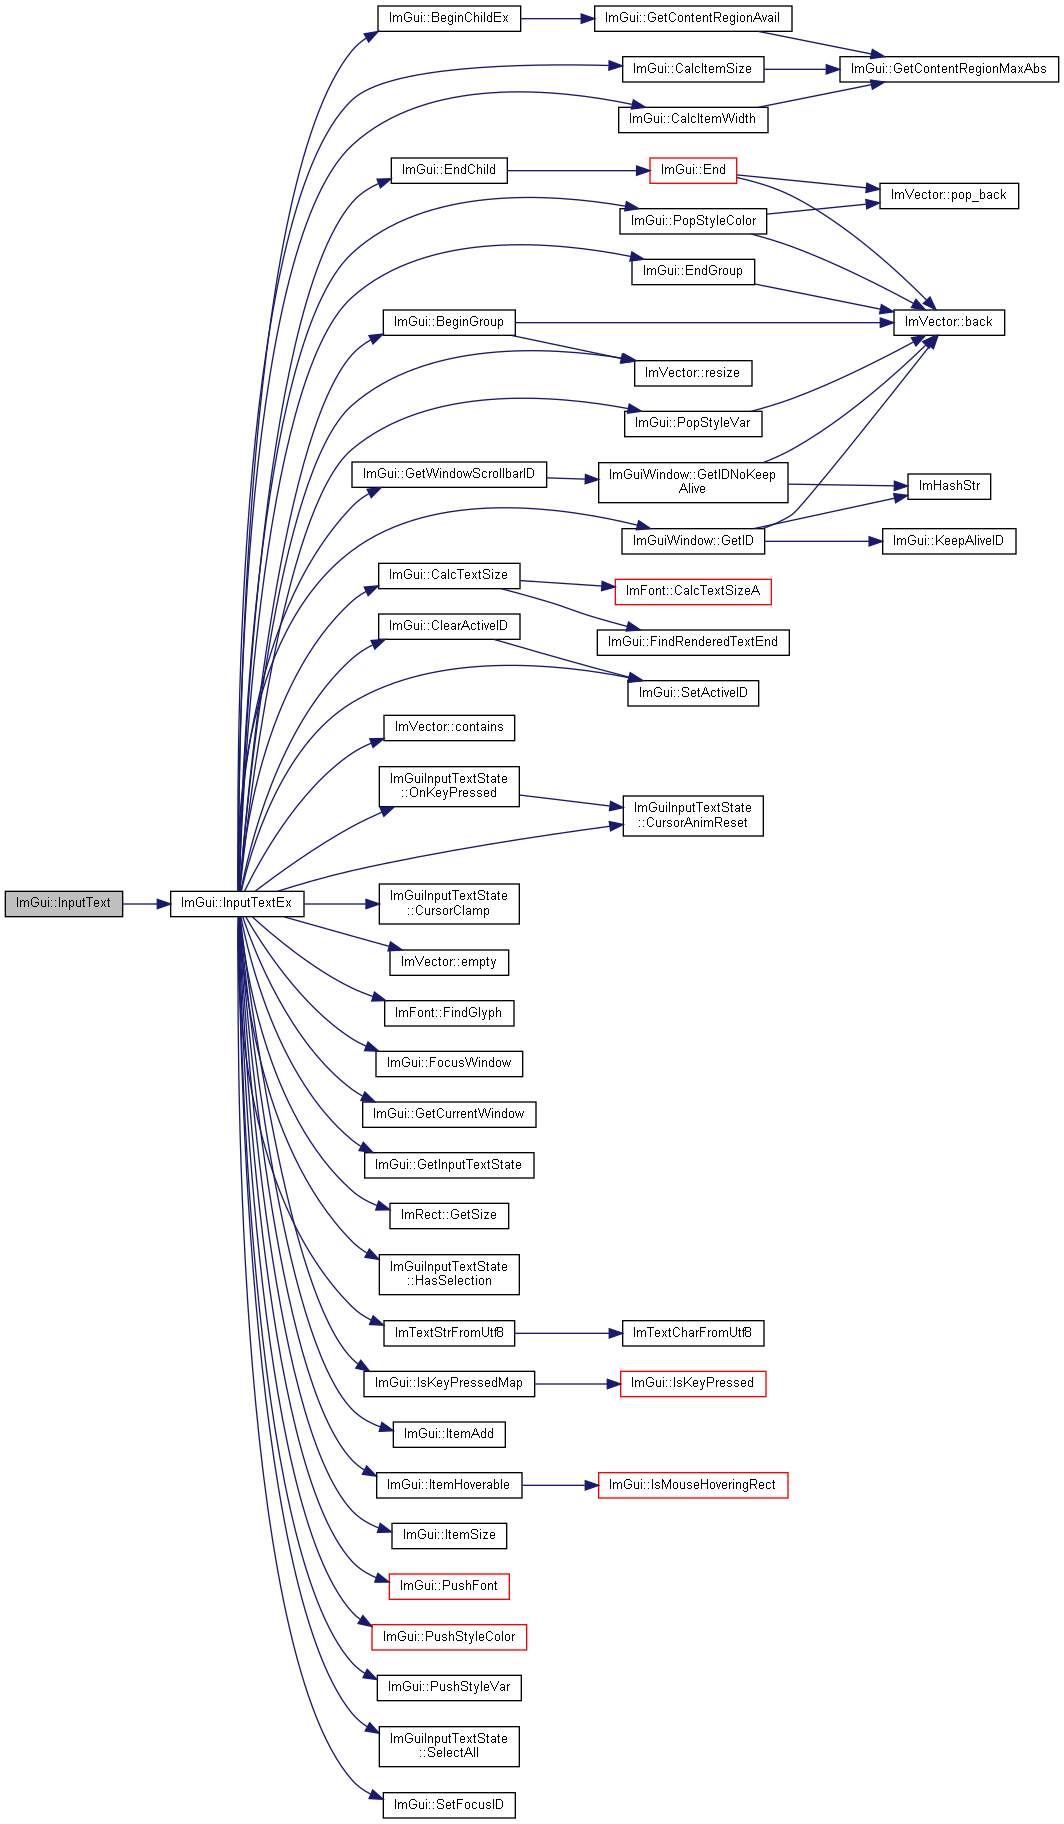 ImGui::BeginChildEx
ImGui::GetContentRegionAvail
ImGui::CalcItemSize
ImGui::GetContentRegionMaxAbs
ImGui::CalcItemWidth
ImGui::EndChild
ImGui::End
ImVector::pop_back
ImGui::PopStyleColor
ImGui::EndGroup
ImGui::BeginGroup
ImVector::back
ImVector::resize
ImGui::PopStyleVar
ImGui::GetWindowScrollbarID
ImGuiWindow::GetIDNoKeep
Alive
ImHashStr
ImGuiWindow::GetID
ImGui::KeepAliveID
ImGui::CalcTextSize
ImFont::CalcTextSizeA
ImGui::ClearActiveID
ImGui::FindRenderedTextEnd
ImGui::SetActiveID
ImVector::contains
ImGuiInputTextState
::OnKeyPressed
ImGuiInputTextState
::CursorAnimReset
ImGui::InputText
ImGui::InputTextEx
ImGuiInputTextState
::CursorClamp
ImVector::empty
ImFont::FindGlyph
ImGui::FocusWindow
ImGui::GetCurrentWindow
ImGui::GetInputTextState
ImRect::GetSize
ImGuiInputTextState
::HasSelection
ImTextStrFromUtf8
ImTextCharFromUtf8
ImGui::IsKeyPressedMap
ImGui::IsKeyPressed
ImGui::ItemAdd
ImGui::ItemHoverable
ImGui::IsMouseHoveringRect
ImGui::ItemSize
ImGui::PushFont
ImGui::PushStyleColor
ImGui::PushStyleVar
ImGuiInputTextState
::SelectAll
ImGui::SetFocusID